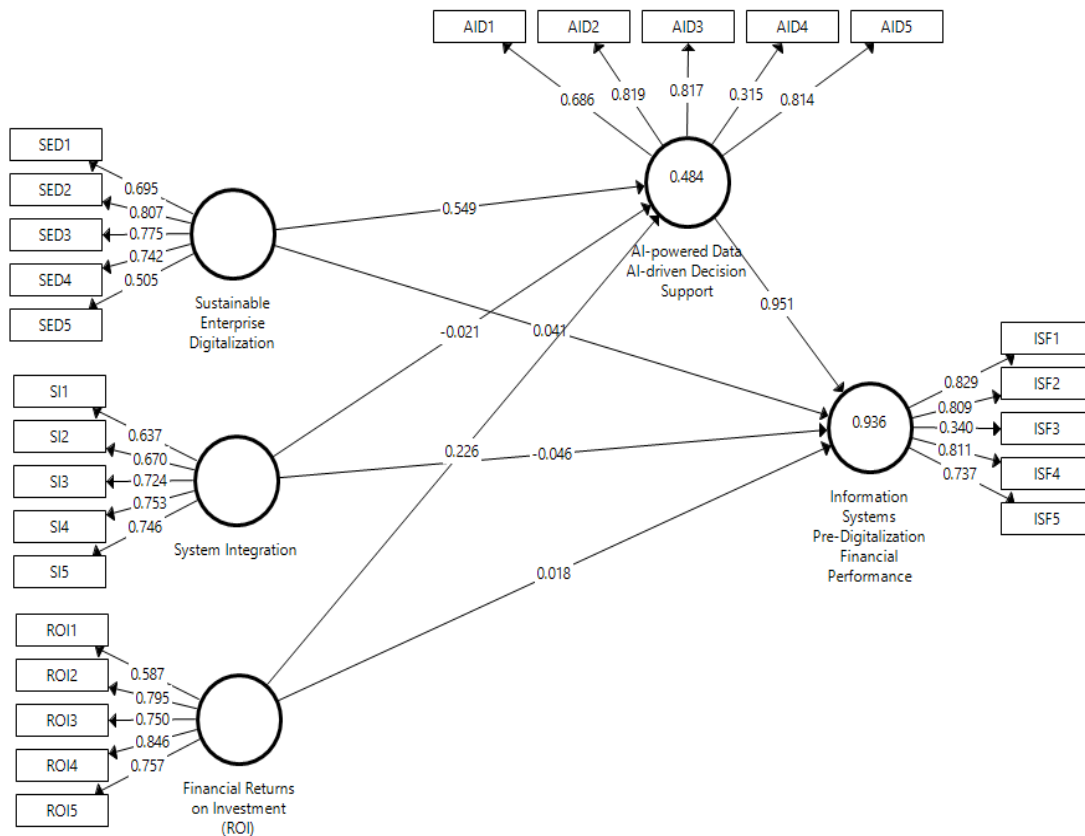 AID1
AID2
AID3
AID4
AID5
0.686
0.819
0.817
0.315
0.814
0.484
AI-powered Data
AI-driven Decision
Support
SED1
SED2
SED3
SED4
SED5
0.695
0.807
0.775
0.742
0.505
Sustainable
Enterprise
Digitalization
0.549
-0.021
0.041
0.951
SI1
SI2
SI3
SI4
SI5
0.637
0.670
0.724
0.753
0.746
System Integration
0.226
-0.046
0.936
Information
Systems
Pre-Digitalization
Financial
Performance
ISF1
ISF2
ISF3
ISF4
ISF5
0.829
0.809
0.340
0.811
0.737
ROI1
ROI2
ROI3
ROI4
ROI5
0.587
0.795
0.750
0.846
0.757
0.018
Financial Returns
on Investment
(ROI)